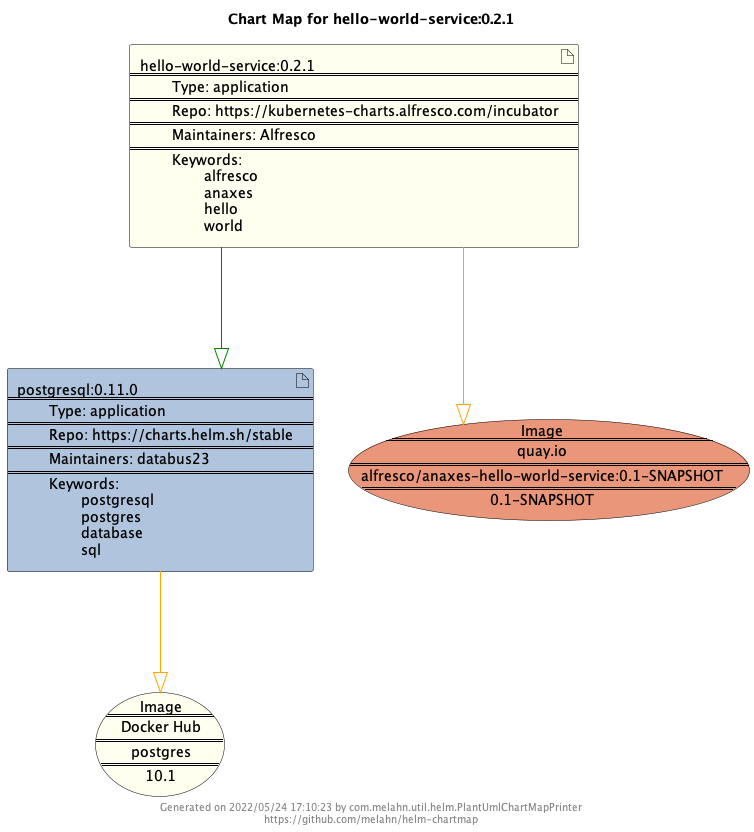 Chart Map for hello-world-service:0.2.1
hello-world-service:0.2.1
Type: application
Repo: https://kubernetes-charts.alfresco.com/incubator
Maintainers: Alfresco
Keywords:
alfresco
anaxes
hello
world
postgresql:0.11.0
Type: application
Repo: https://charts.helm.sh/stable
Maintainers: databus23
Keywords:
postgresql
postgres
database
sql
Image
quay.io
alfresco/anaxes-hello-world-service:0.1-SNAPSHOT
0.1-SNAPSHOT
Image
Docker Hub
postgres
10.1
Generated on 2022/05/24 17:10:23 by com.melahn.util.helm.PlantUmlChartMapPrinter
https://github.com/melahn/helm-chartmap